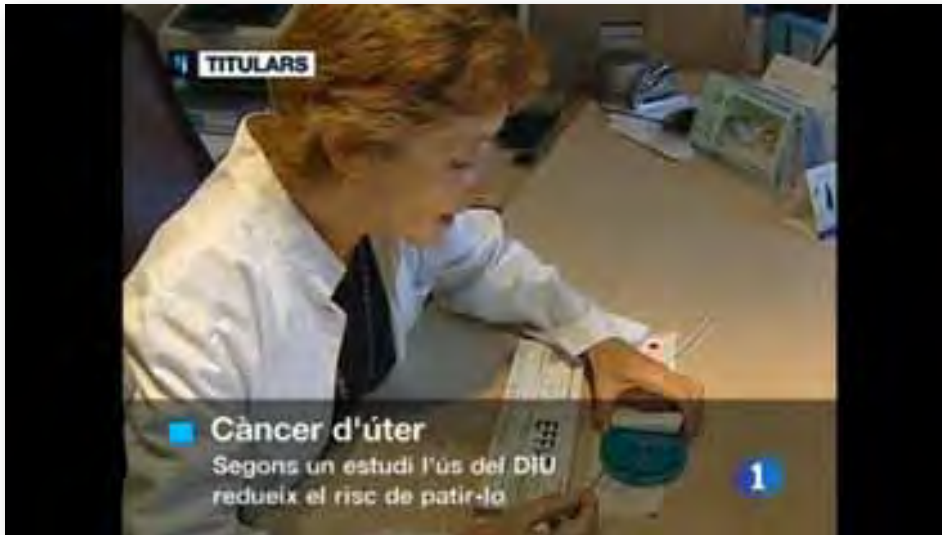 TITULARS
Càncer d'úter
Segons un estudi l'ús del DIU
redueix el risc de patir-lo
1